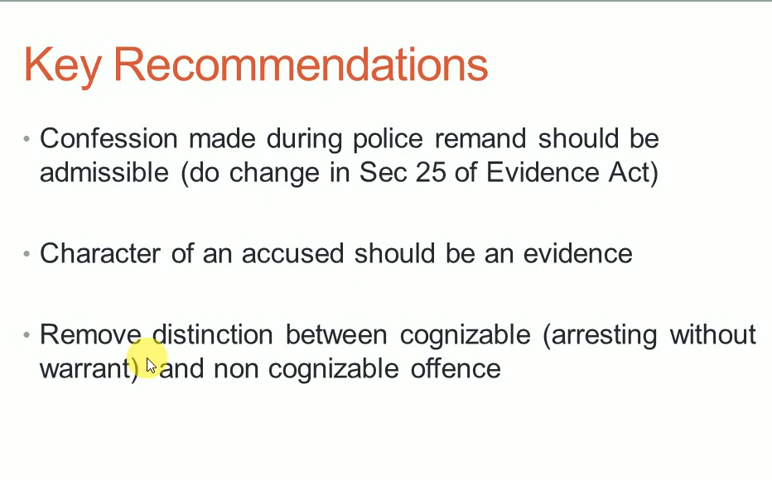 Key Recommendations
• Confession made during police remand should be
admissible (do change in Sec 25 of Evidence Act)
• Character of an accused should be an evidence
• Remove distinction between cognizable (arresting without
warrant) and non cognizable offence